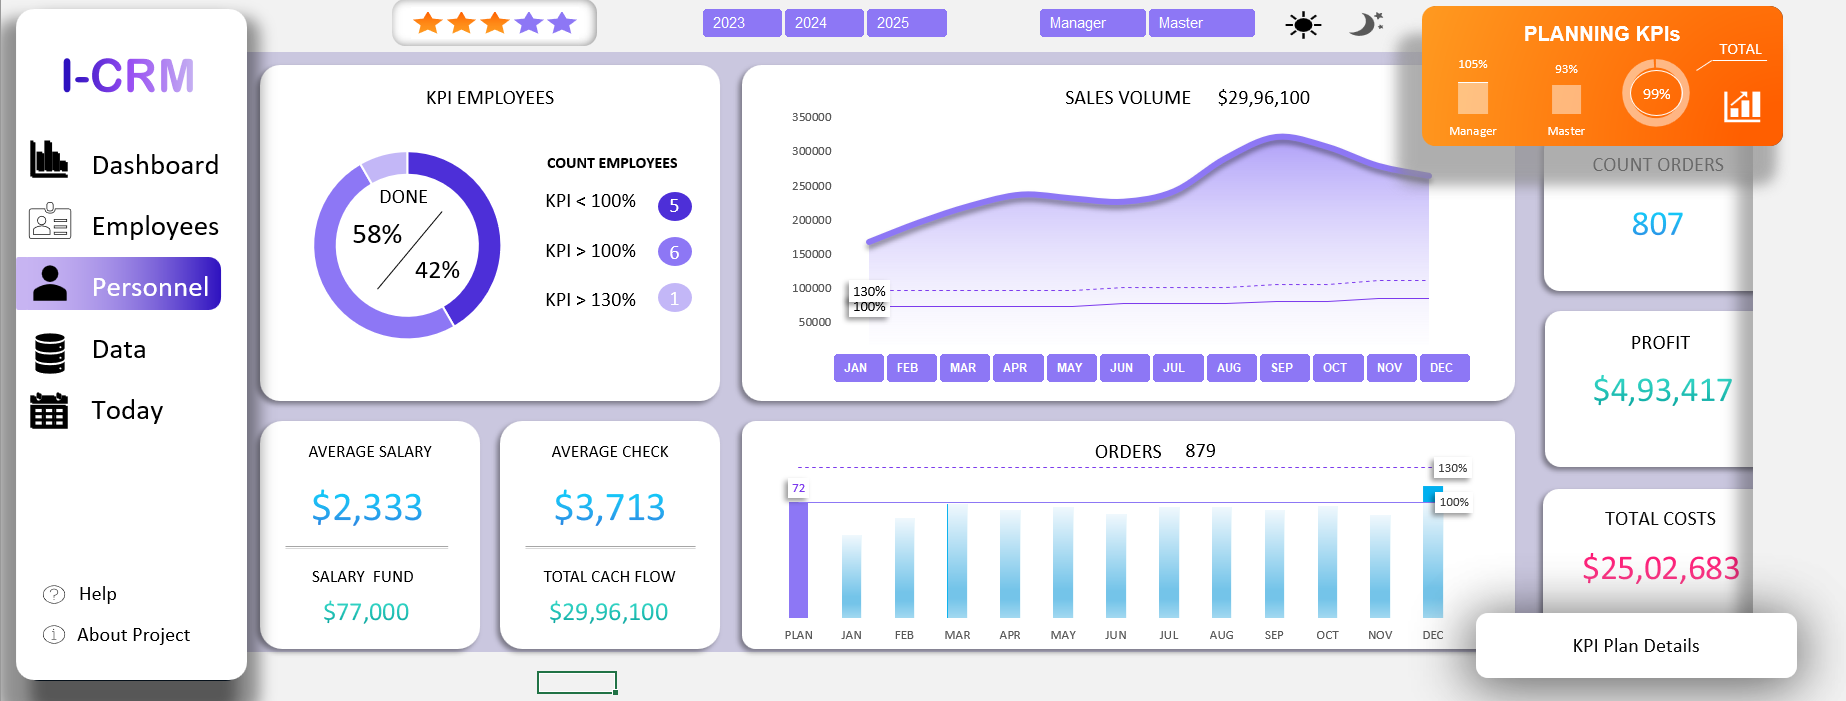 I-CRM
Dashboard
Employees
Personnel
Data
Today
Help
About Project
2023 2024 2025
Manager Master
PLANNING KPIs
TOTAL
105%
93%
99%
Manager
Master
KPI EMPLOYEES
DONE
58%
42%
COUNT EMPLOYEES
KPI < 100% 5
KPI > 100% 6
KPI > 130% 1
SALES VOLUME $29,96,100
350000
300000
250000
200000
150000
100000
50000
130%
100%
JAN FEB MAR APR MAY JUN JUL AUG SEP OCT NOV DEC
COUNT ORDERS
807
PROFIT
$4,93,417
TOTAL COSTS
$25,02,683
AVERAGE SALARY
$2,333
SALARY FUND
$77,000
AVERAGE CHECK
$3,713
TOTAL CACH FLOW
$29,96,100
ORDERS 879
130%
72
100%
PLAN JAN FEB MAR APR MAY JUN JUL AUG SEP OCT NOV DEC
KPI Plan Details